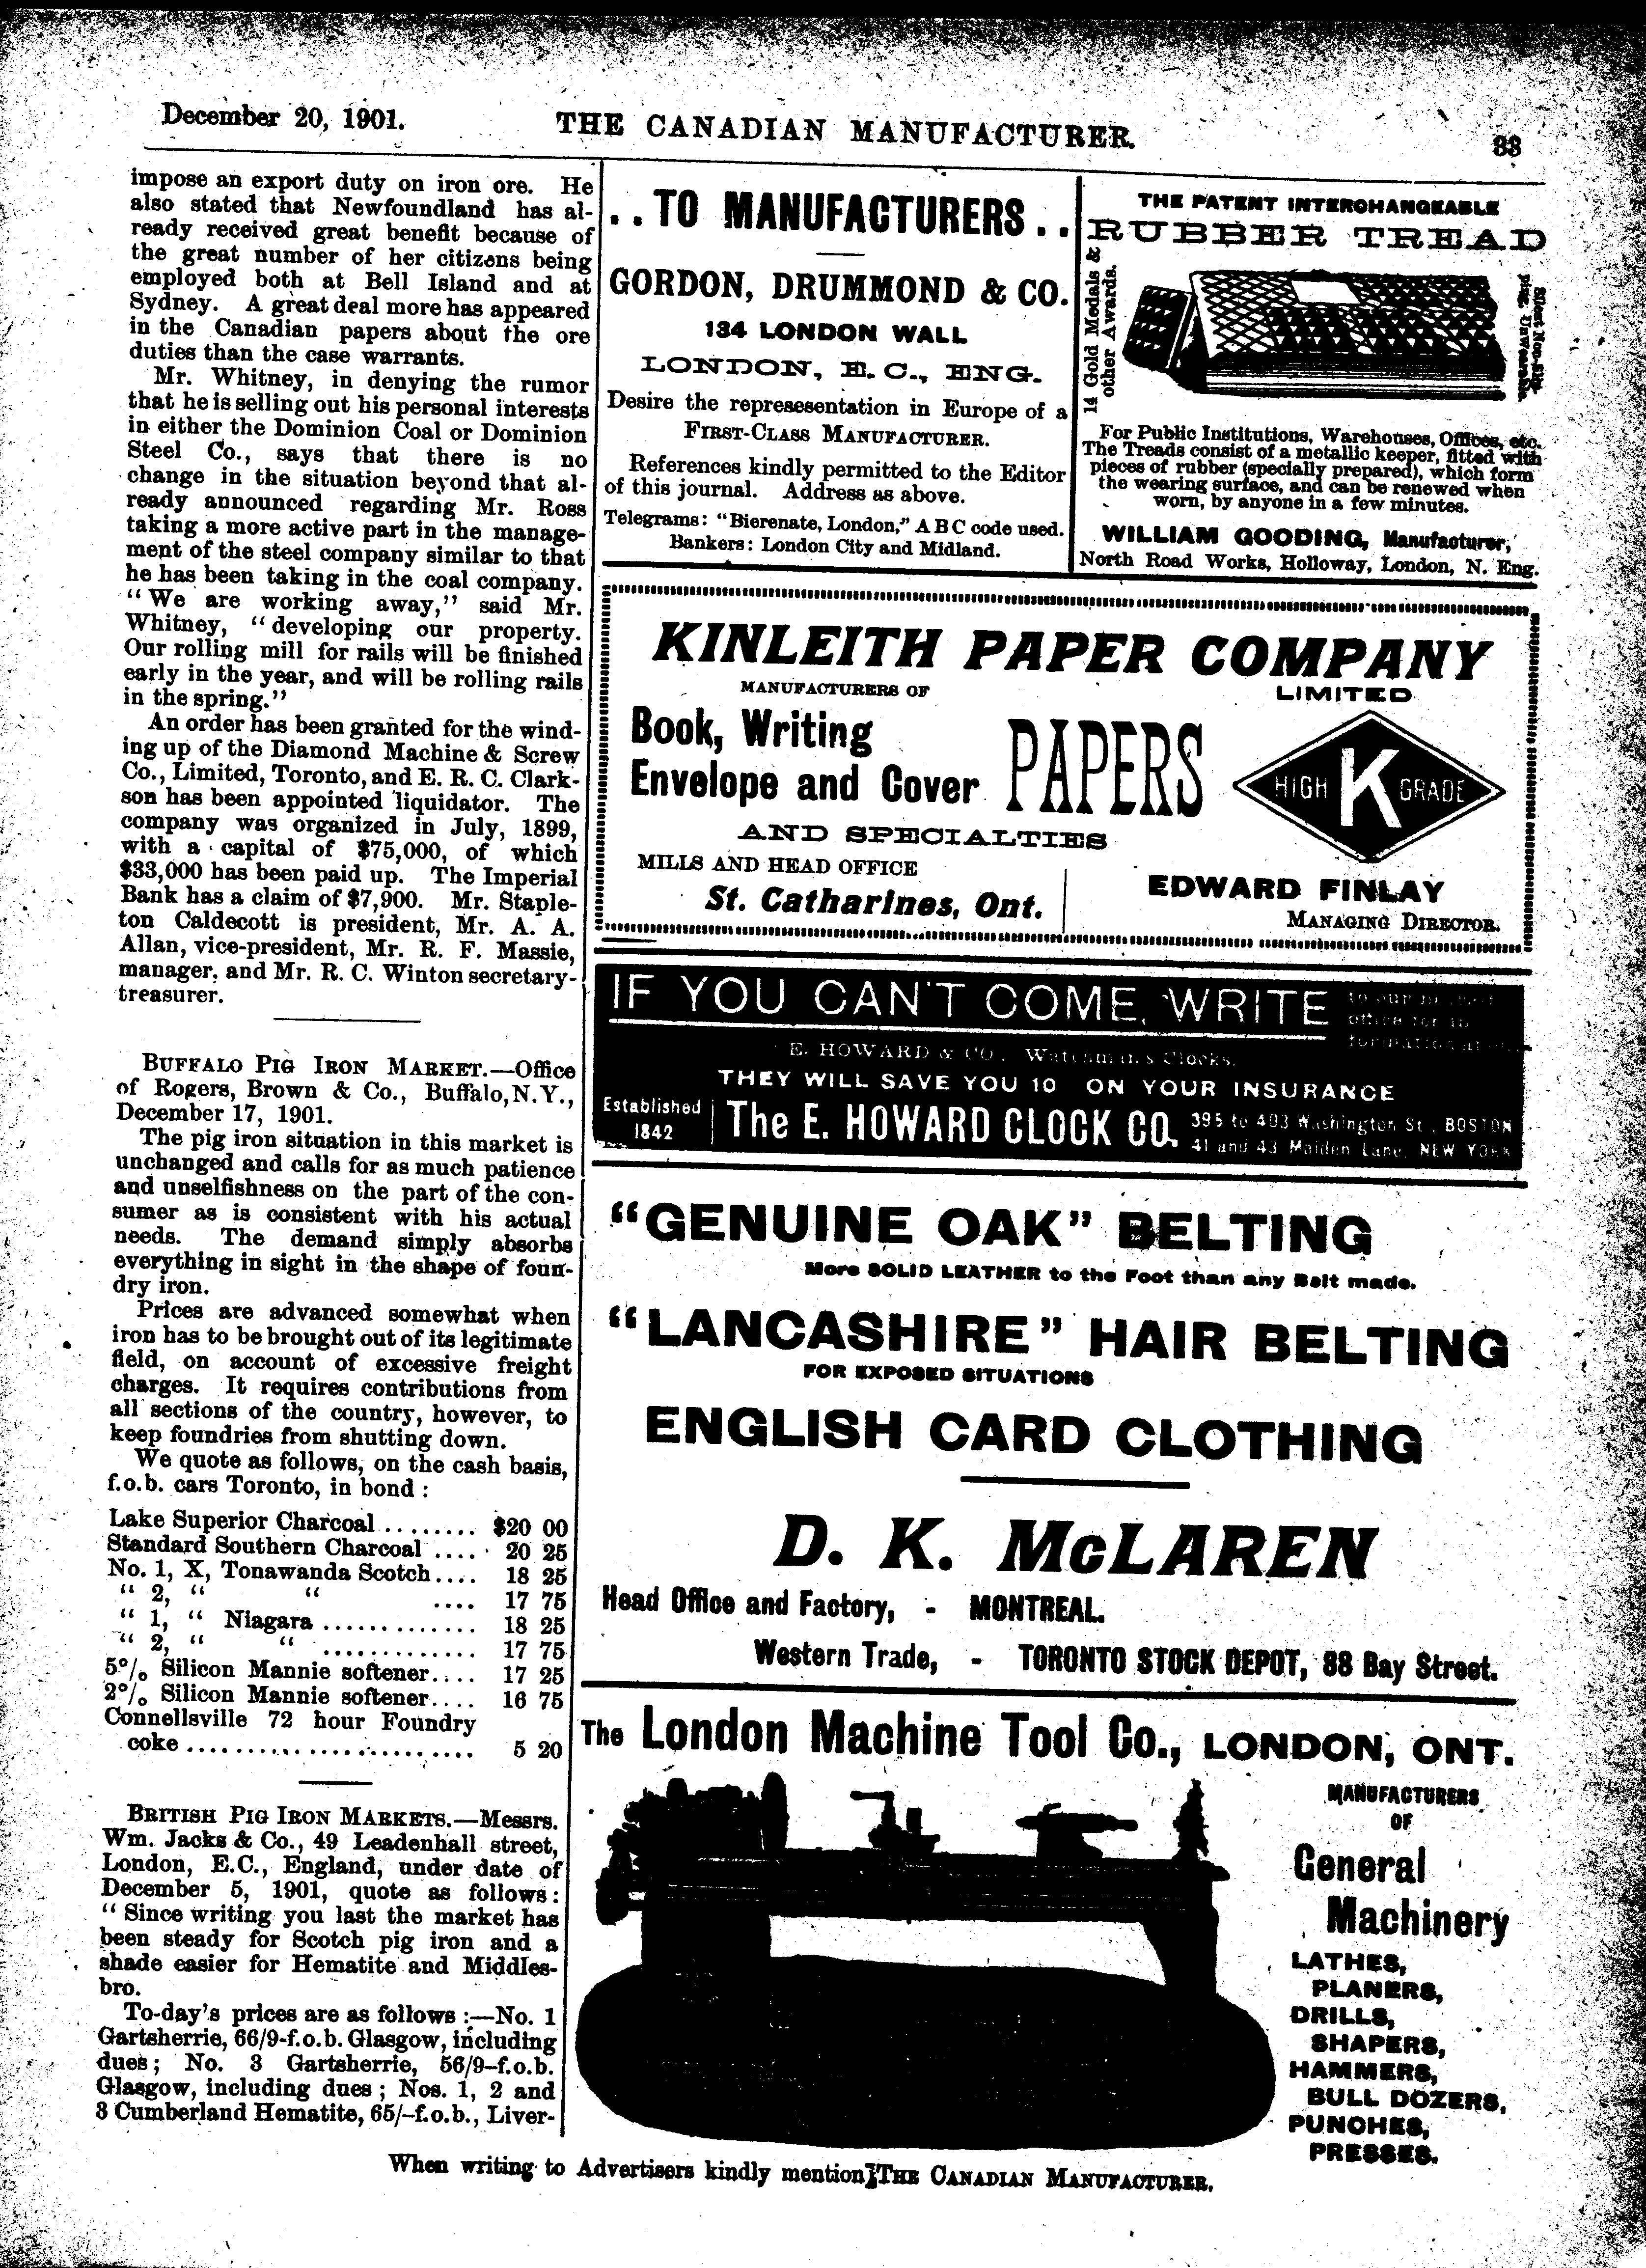 December 20, 1901.
THE CANADIAN MANUFACTURER.
33
impose an export duty on iron ore. He
also stated that Newfoundland has al-
ready received great benefit because of
the great number of her citizens being
employed both at Bell Island and at
Sydney. A great deal more has appeared
in the Canadian papers about the ore
duties than the case warrants.
Mr. Whitney, in denying the rumor
that he is selling out his personal interests
in either the Dominion Coal or Dominion
Steel Co., says that there is no
change in the situation beyond that al-
ready announced regarding Mr. Ross
taking a more active part in the manage-
ment of the steel company similar to that
he has been taking in the coal company.
"We are working away," said Mr.
Whitney, "developing our property.
Our rolling mill for rails will be finished
early in the year, and will be rolling rails
in the spring."
An order has been granted for the wind-
ing up of the Diamond Machine & Screw
Co., Limited, Toronto, and E. R. C. Clark-
son has been appointed liquidator. The
company was organized in July, 1899,
with a capital of $75,000, of which
$33,000 has been paid up. The Imperial
Bank has a claim of $7,900. Mr. Staple-
ton Caldecott is president, Mr. A. A.
Allan, vice-president, Mr. R. F. Massie,
manager, and Mr. R. C. Winton secretary-
treasurer.
BUFFALO PIG IRON MARKET.—Office
of Rogers, Brown & Co., Buffalo, N.Y.,
December 17, 1901.
The pig iron situation in this market is
unchanged and calls for as much patience
and unselfishness on the part of the con-
sumer as is consistent with his actual
needs. The demand simply absorbs
everything in sight in the shape of foun-
dry iron.
Prices are advanced somewhat when
iron has to be brought out of its legitimate
field, on account of excessive freight
charges. It requires contributions from
all sections of the country, however, to
keep foundries from shutting down.
We quote as follows, on the cash basis,
f.o.b. cars Toronto, in bond :
Lake Superior Charcoal ........ $20 00
Standard Southern Charcoal .... 20 25
No. 1, X, Tonawanda Scotch.... 18 25
" 2, " " .... 17 75
" 1, " Niagara ............. 18 25
" 2, " " ............. 17 75
5% Silicon Mannie softener.... 17 25
2% Silicon Mannie softener.... 16 75
Connellsville 72 hour Foundry
coke ........................ 5 20
BRITISH PIG IRON MARKETS.—Messrs.
Wm. Jacks & Co., 49 Leadenhall street,
London, E.C., England, under date of
December 5, 1901, quote as follows:
"Since writing you last the market has
been steady for Scotch pig iron and a
shade easier for Hematite and Middles-
bro.
To-day's prices are as follows :—No. 1
Gartsherrie, 66/9-f.o.b. Glasgow, including
dues; No. 3 Gartsherrie, 56/9-f.o.b.
Glasgow, including dues ; Nos. 1, 2 and
3 Cumberland Hematite, 65/-f.o.b., Liver-
. . TO MANUFACTURERS . .
GORDON, DRUMMOND & CO.
134 LONDON WALL
LONDON, E. C., ENG.
Desire the represesentation in Europe of a
FIRST-CLASS MANUFACTURER.
References kindly permitted to the Editor
of this journal. Address as above.
Telegrams: "Bierenate, London," A B C code used.
Bankers: London City and Midland.
THE PATENT INTERCHANGEABLE
RUBBER TREAD
14 Gold Medals &
other Awards.
Silent Non-slip-
ping. Unwearable.
For Public Institutions, Warehouses, Offices, etc.
The Treads consist of a metallic keeper, fitted with
pieces of rubber (specially prepared), which form
the wearing surface, and can be renewed when
worn, by anyone in a few minutes.
WILLIAM GOODING, Manufacturer,
North Road Works, Holloway, London, N. Eng.
KINLEITH PAPER COMPANY
LIMITED
MANUFACTURERS OF
Book, Writing
Envelope and Cover
PAPERS
HIGH K GRADE
AND SPECIALTIES
MILLS AND HEAD OFFICE
St. Catharines, Ont.
EDWARD FINLAY
MANAGING DIRECTOR.
IF YOU CAN'T COME, WRITE
E. HOWARD & CO. Watchman's Clocks.
THEY WILL SAVE YOU 10 ON YOUR INSURANCE
Established
1842
The E. HOWARD CLOCK CO.
395 to 403 Washington St., BOSTON
41 and 43 Maiden Lane, NEW YORK
"GENUINE OAK" BELTING
More SOLID LEATHER to the Foot than any Belt made.
"LANCASHIRE" HAIR BELTING
FOR EXPOSED SITUATIONS
ENGLISH CARD CLOTHING
D. K. McLAREN
Head Office and Factory, - MONTREAL.
Western Trade, - TORONTO STOCK DEPOT, 88 Bay Street.
The London Machine Tool Co., LONDON, ONT.
MANUFACTURERS
OF
General
Machinery
LATHES,
PLANERS,
DRILLS,
SHAPERS,
HAMMERS,
BULL DOZERS,
PUNCHES,
PRESSES.
When writing to Advertisers kindly mention THE CANADIAN MANUFACTURER.